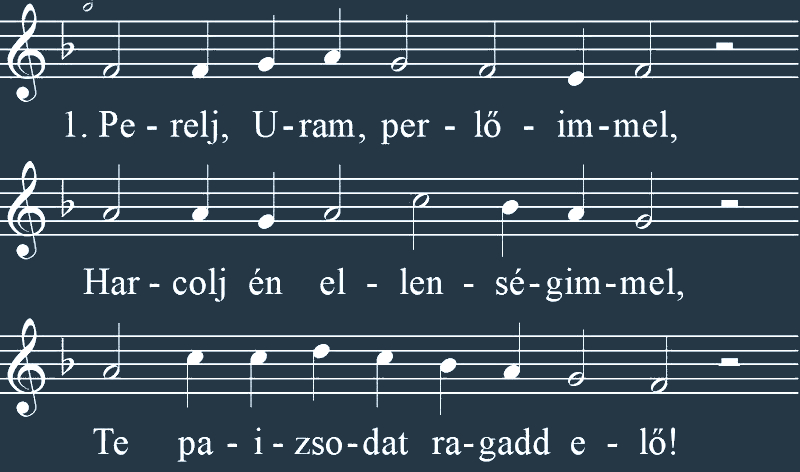 1. Pe - relj, U - ram, per - lő - im - mel,
Har - colj én el - len - sé - gim - mel,
Te pa - i - zso - dat ra - gadd e - lő!